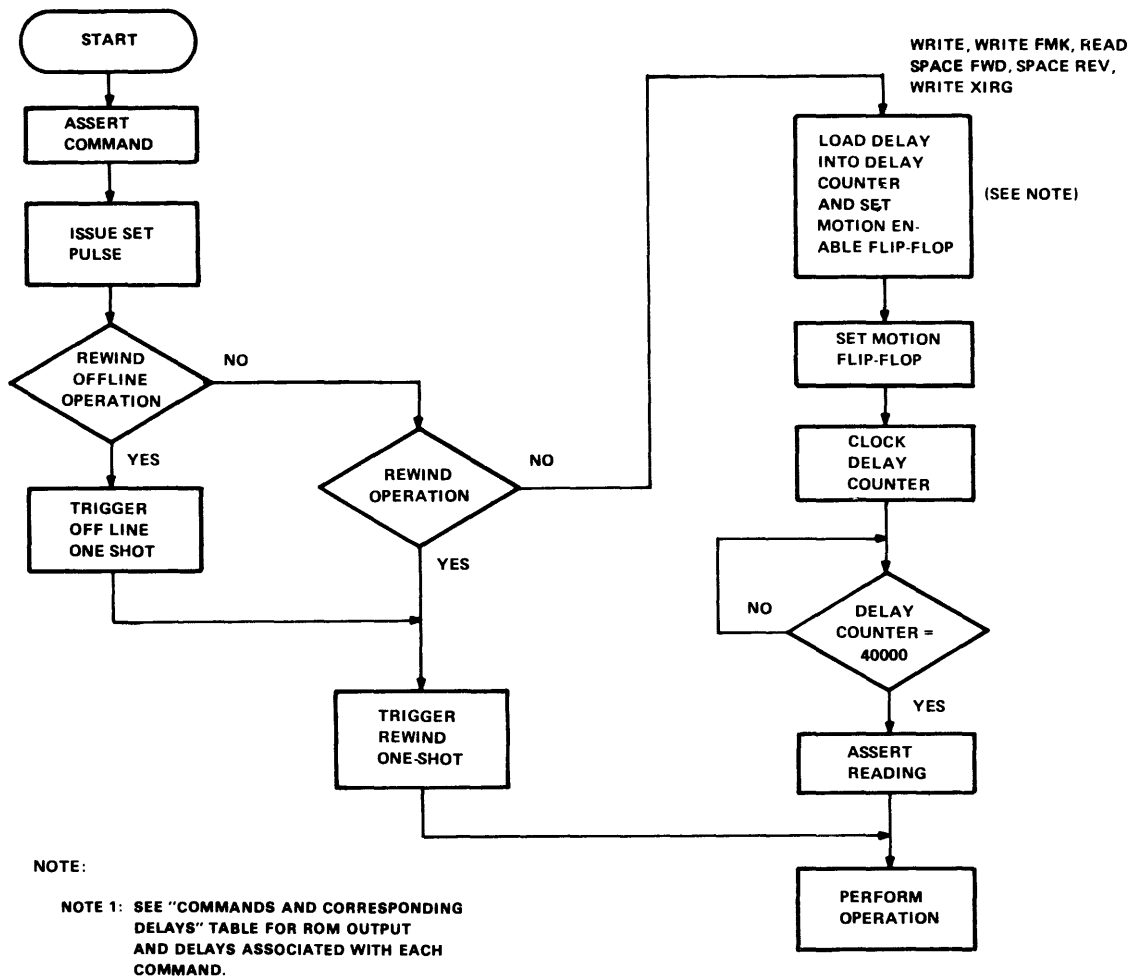 START
ASSERT
COMMAND
ISSUE SET
PULSE
REWIND
OFFLINE
OPERATION
NO
YES
TRIGGER
OFF LINE
ONE SHOT
REWIND
OPERATION
NO
YES
TRIGGER
REWIND
ONE-SHOT
WRITE, WRITE FMK, READ
SPACE FWD, SPACE REV,
WRITE XIRG
LOAD DELAY
INTO DELAY
COUNTER
AND SET
MOTION EN-
ABLE FLIP-FLOP
(SEE NOTE)
SET MOTION
FLIP-FLOP
CLOCK
DELAY
COUNTER
DELAY
COUNTER =
40000
NO
YES
ASSERT
READING
PERFORM
OPERATION
NOTE:
NOTE 1: SEE "COMMANDS AND CORRESPONDING
DELAYS" TABLE FOR ROM OUTPUT
AND DELAYS ASSOCIATED WITH EACH
COMMAND.